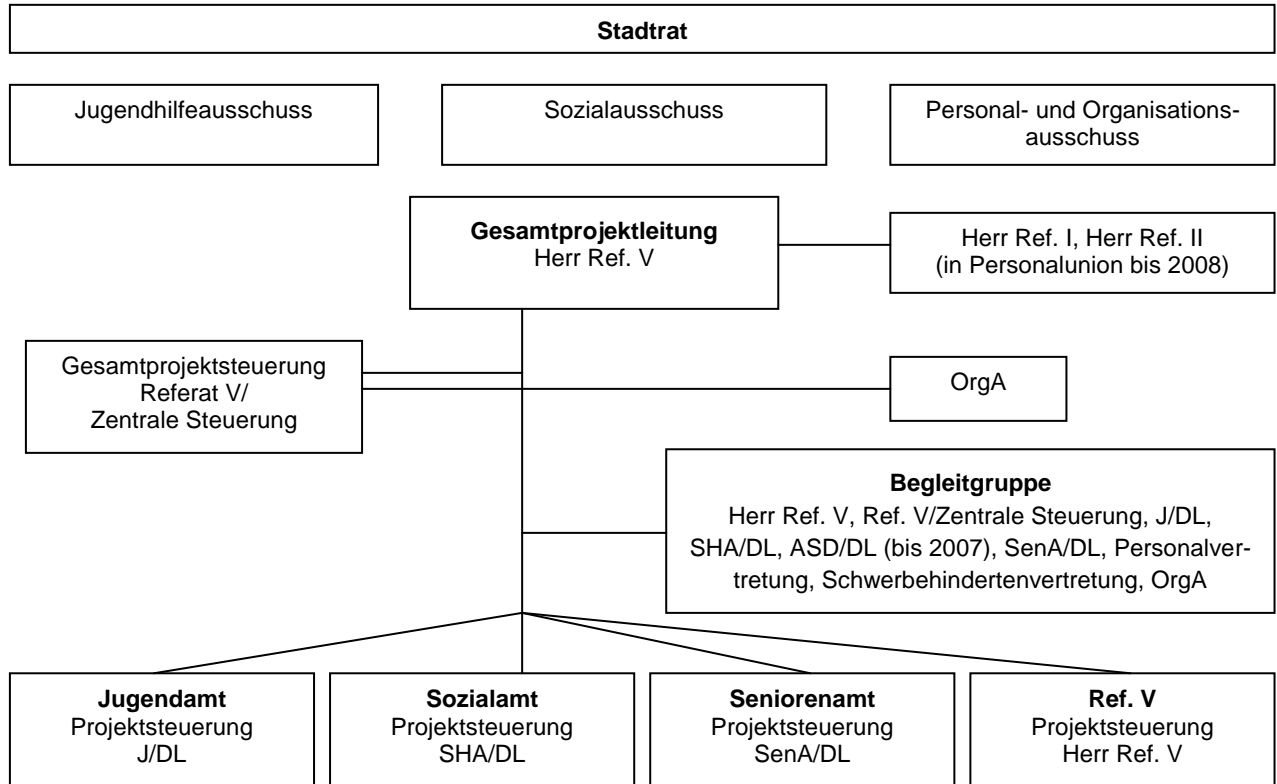 Stadtrat
Jugendhilfeausschuss
Sozialausschuss
Personal- und Organisations-
ausschuss
Gesamtprojektleitung
Herr Ref. V
Herr Ref. I, Herr Ref. II
(in Personalunion bis 2008)
Gesamtprojektsteuerung
Referat V/
Zentrale Steuerung
OrgA
Begleitgruppe
Herr Ref. V, Ref. V/Zentrale Steuerung, J/DL,
SHA/DL, ASD/DL (bis 2007), SenA/DL, Personalver-
tretung, Schwerbehindertenvertretung, OrgA
Jugendamt
Projektsteuerung
J/DL
Sozialamt
Projektsteuerung
SHA/DL
Seniorenamt
Projektsteuerung
SenA/DL
Ref. V
Projektsteuerung
Herr Ref. V